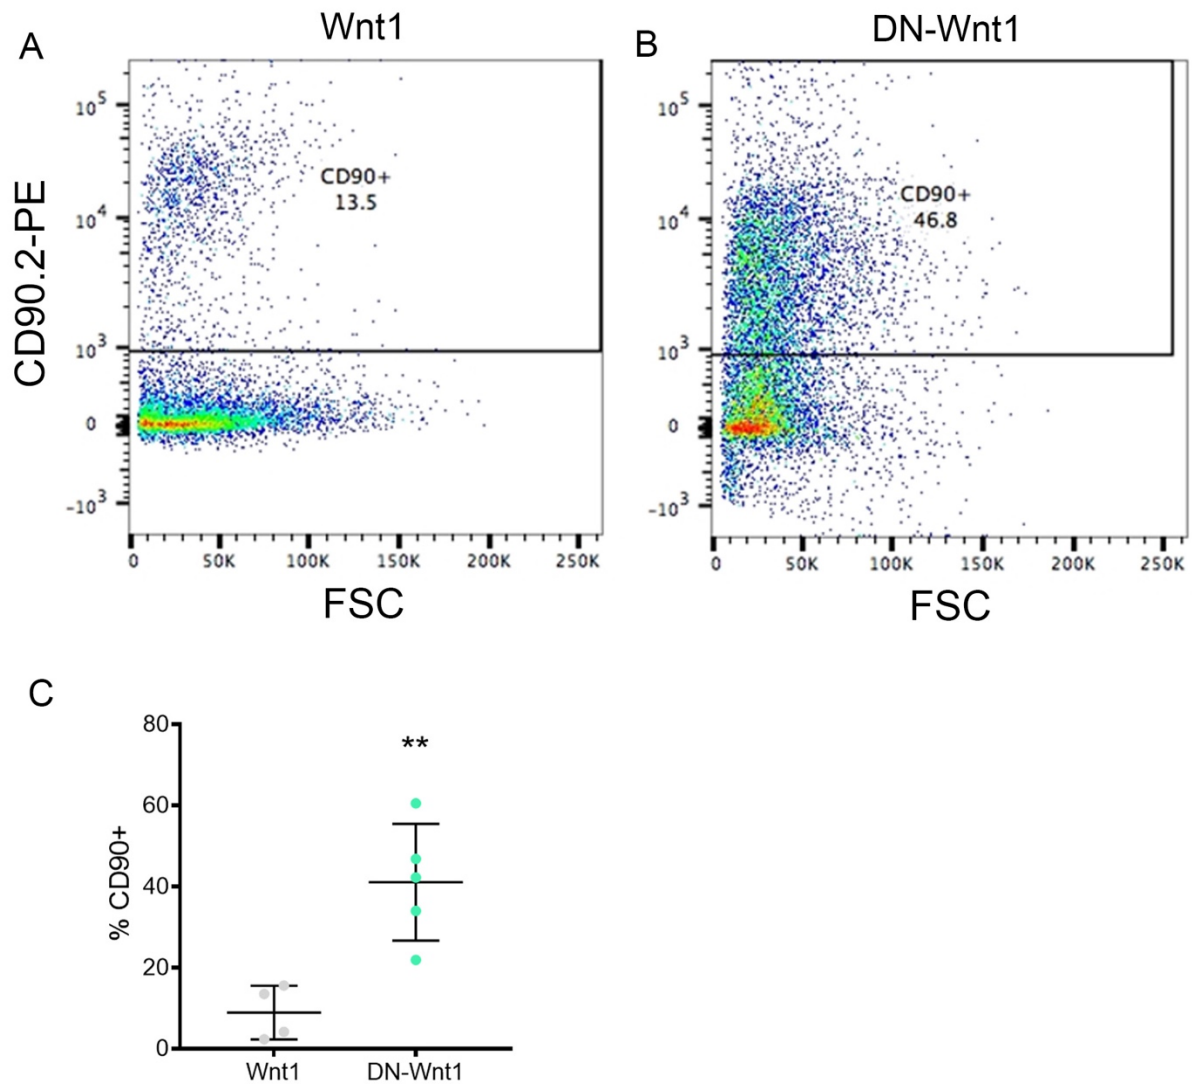 A
Wnt1
CD90.2-PE
10⁵
10⁴
10³
0
-10³
CD90+
13.5
0 50K 100K 150K 200K 250K
FSC
B
DN-Wnt1
10⁵
10⁴
10³
0
-10³
CD90+
46.8
0 50K 100K 150K 200K 250K
FSC
C
% CD90+
80
60
40
20
0
**
Wnt1 DN-Wnt1